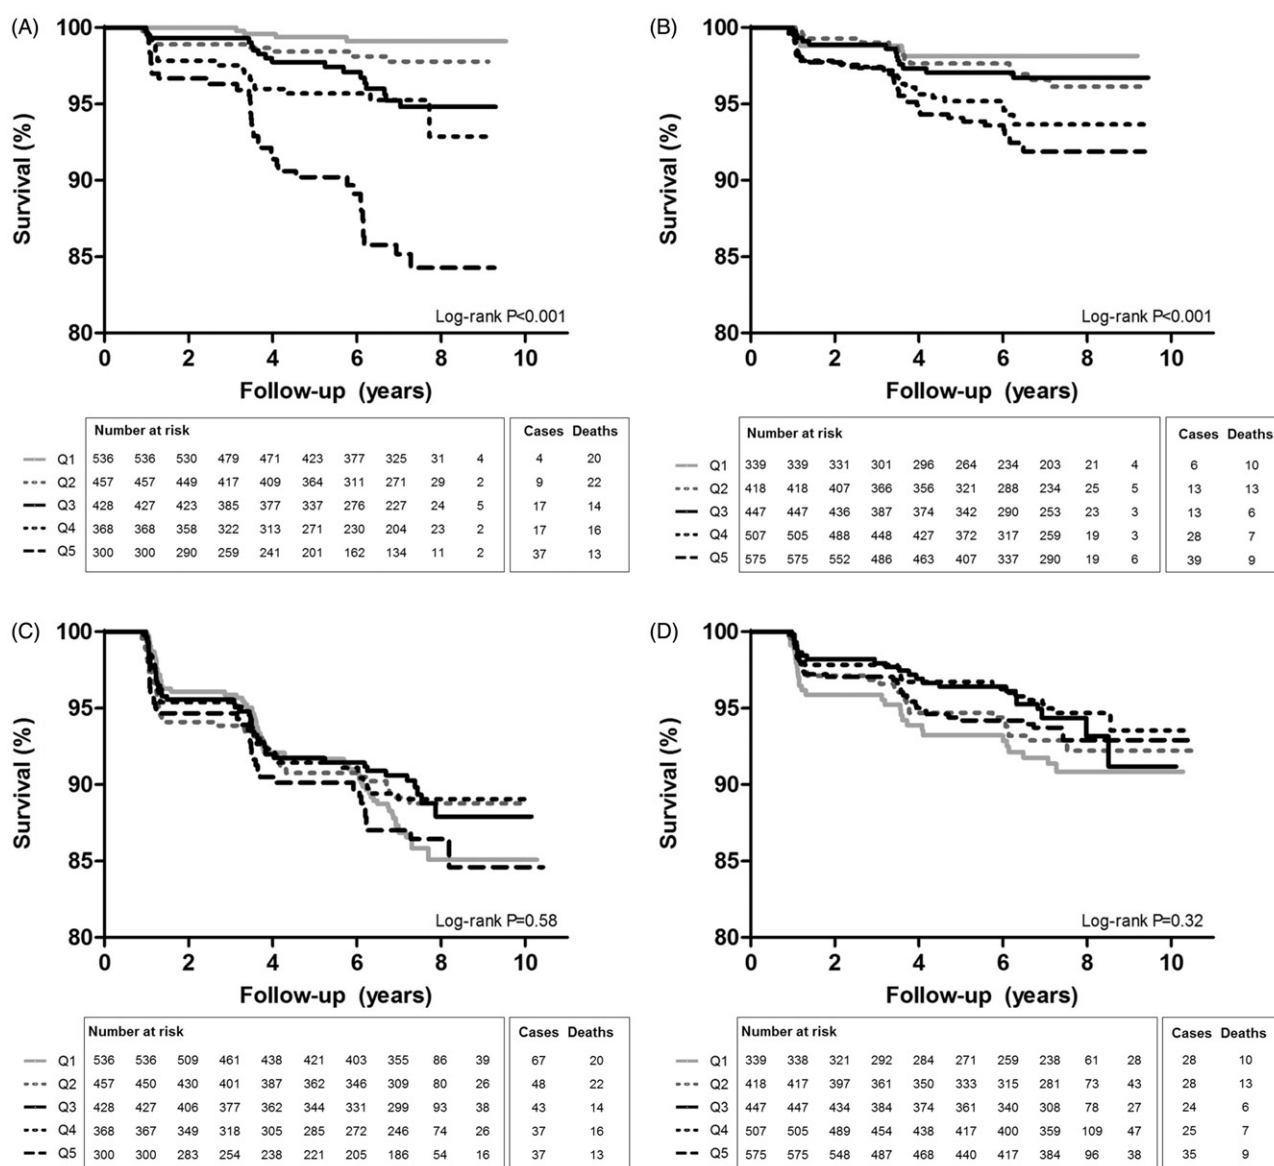 (A)
100
95
90
85
80
Survival (%)
Log-rank P<0.001
0 2 4 6 8 10
Follow-up (years)
Number at risk
Cases Deaths
Q1 536 536 530 479 471 423 377 325 31 4 4 20
Q2 457 457 449 417 409 364 311 271 29 2 9 22
Q3 428 427 423 385 377 337 276 227 24 5 17 14
Q4 368 368 358 322 313 271 230 204 23 2 17 16
Q5 300 300 290 259 241 201 162 134 11 2 37 13
(B)
100
95
90
85
80
Survival (%)
Log-rank P<0.001
0 2 4 6 8 10
Follow-up (years)
Number at risk
Cases Deaths
Q1 339 339 331 301 296 264 234 203 21 4 6 10
Q2 418 418 407 366 356 321 288 234 25 5 13 13
Q3 447 447 436 387 374 342 290 253 23 3 13 6
Q4 507 505 488 448 427 372 317 259 19 3 28 7
Q5 575 575 552 486 463 407 337 290 19 6 39 9
(C)
100
95
90
85
80
Survival (%)
Log-rank P=0.58
0 2 4 6 8 10
Follow-up (years)
Number at risk
Cases Deaths
Q1 536 536 509 461 438 421 403 355 86 39 67 20
Q2 457 450 430 401 387 362 346 309 80 26 48 22
Q3 428 427 406 377 362 344 331 299 93 38 43 14
Q4 368 367 349 318 305 285 272 246 74 26 37 16
Q5 300 300 283 254 238 221 205 186 54 16 37 13
(D)
100
95
90
85
80
Survival (%)
Log-rank P=0.32
0 2 4 6 8 10
Follow-up (years)
Number at risk
Cases Deaths
Q1 339 338 321 292 284 271 259 238 61 28 28 10
Q2 418 417 397 361 350 333 315 281 73 43 28 13
Q3 447 447 434 384 374 361 340 308 78 27 24 6
Q4 507 505 489 454 438 417 400 359 109 47 25 7
Q5 575 575 548 487 468 440 417 384 96 38 35 9